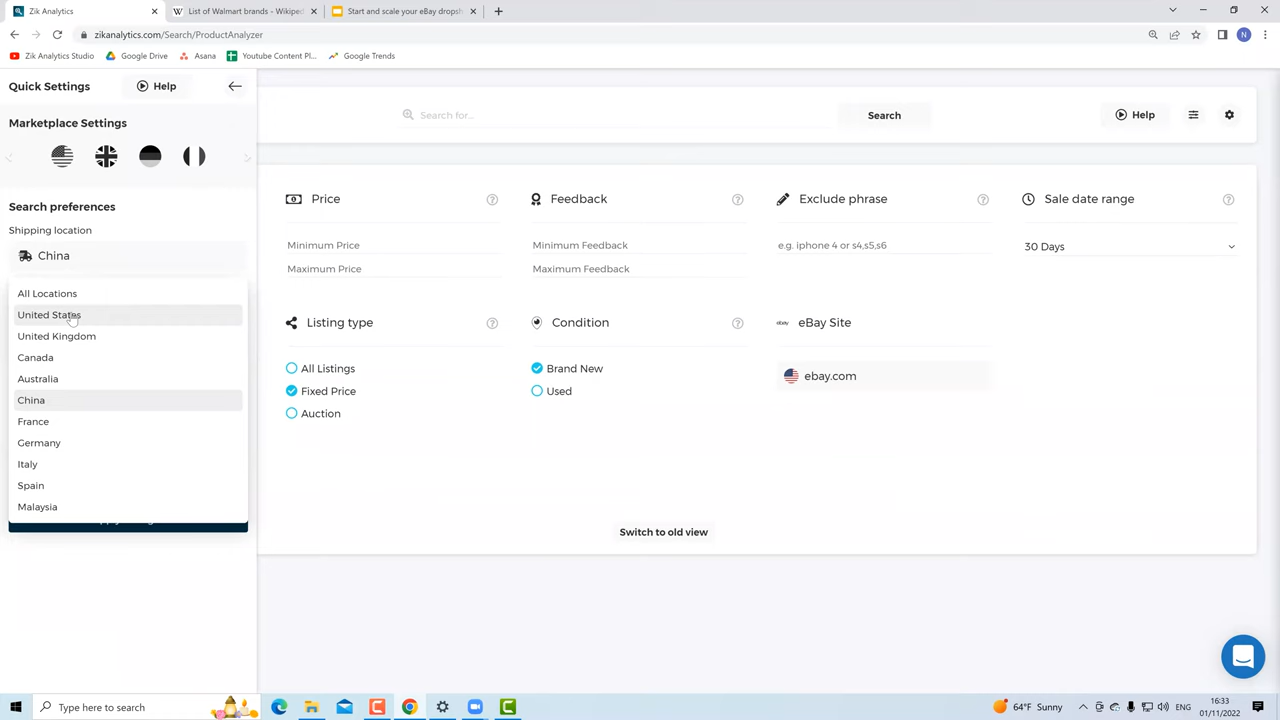 Zik Analytics
List of Walmart brands - Wikiped
Start and scale your eBay dropsh
zikanalytics.com/Search/ProductAnalyzer
N
Zik Analytics Studio
Google Drive
Asana
Youtube Content Pl...
Google Trends
Quick Settings
Help
Marketplace Settings
Search for...
Search
Help
Search preferences
Shipping location
China
All Locations
United States
United Kingdom
Canada
Australia
China
France
Germany
Italy
Spain
Malaysia
Price
Minimum Price
Maximum Price
Feedback
Minimum Feedback
Maximum Feedback
Exclude phrase
e.g. iphone 4 or s4,s5,s6
Sale date range
30 Days
Listing type
All Listings
Fixed Price
Auction
Condition
Brand New
Used
ebay
eBay Site
ebay.com
Switch to old view
Type here to search
64°F Sunny
ENG
16:33
01/11/2022